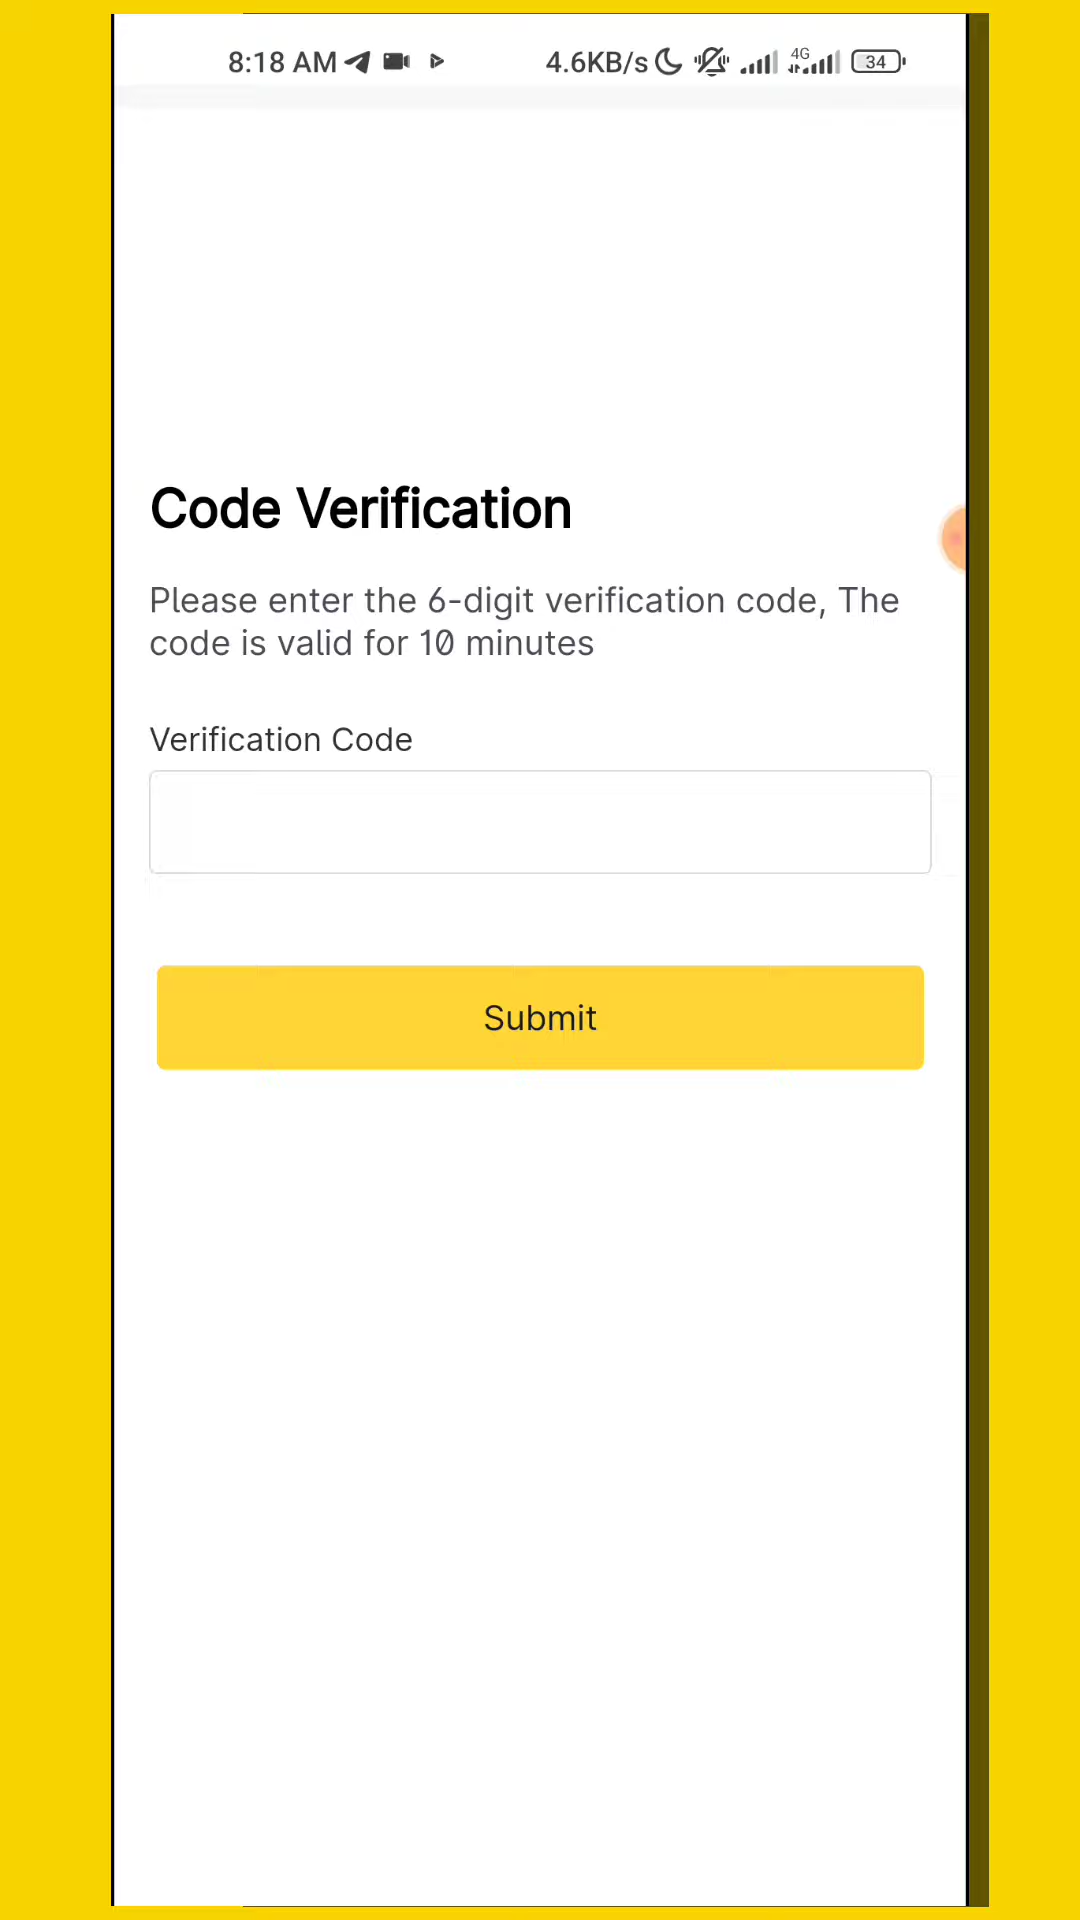 8:18 AM 4.6KB/s 4G 34
Code Verification
Please enter the 6-digit verification code, The
code is valid for 10 minutes
Verification Code
Submit